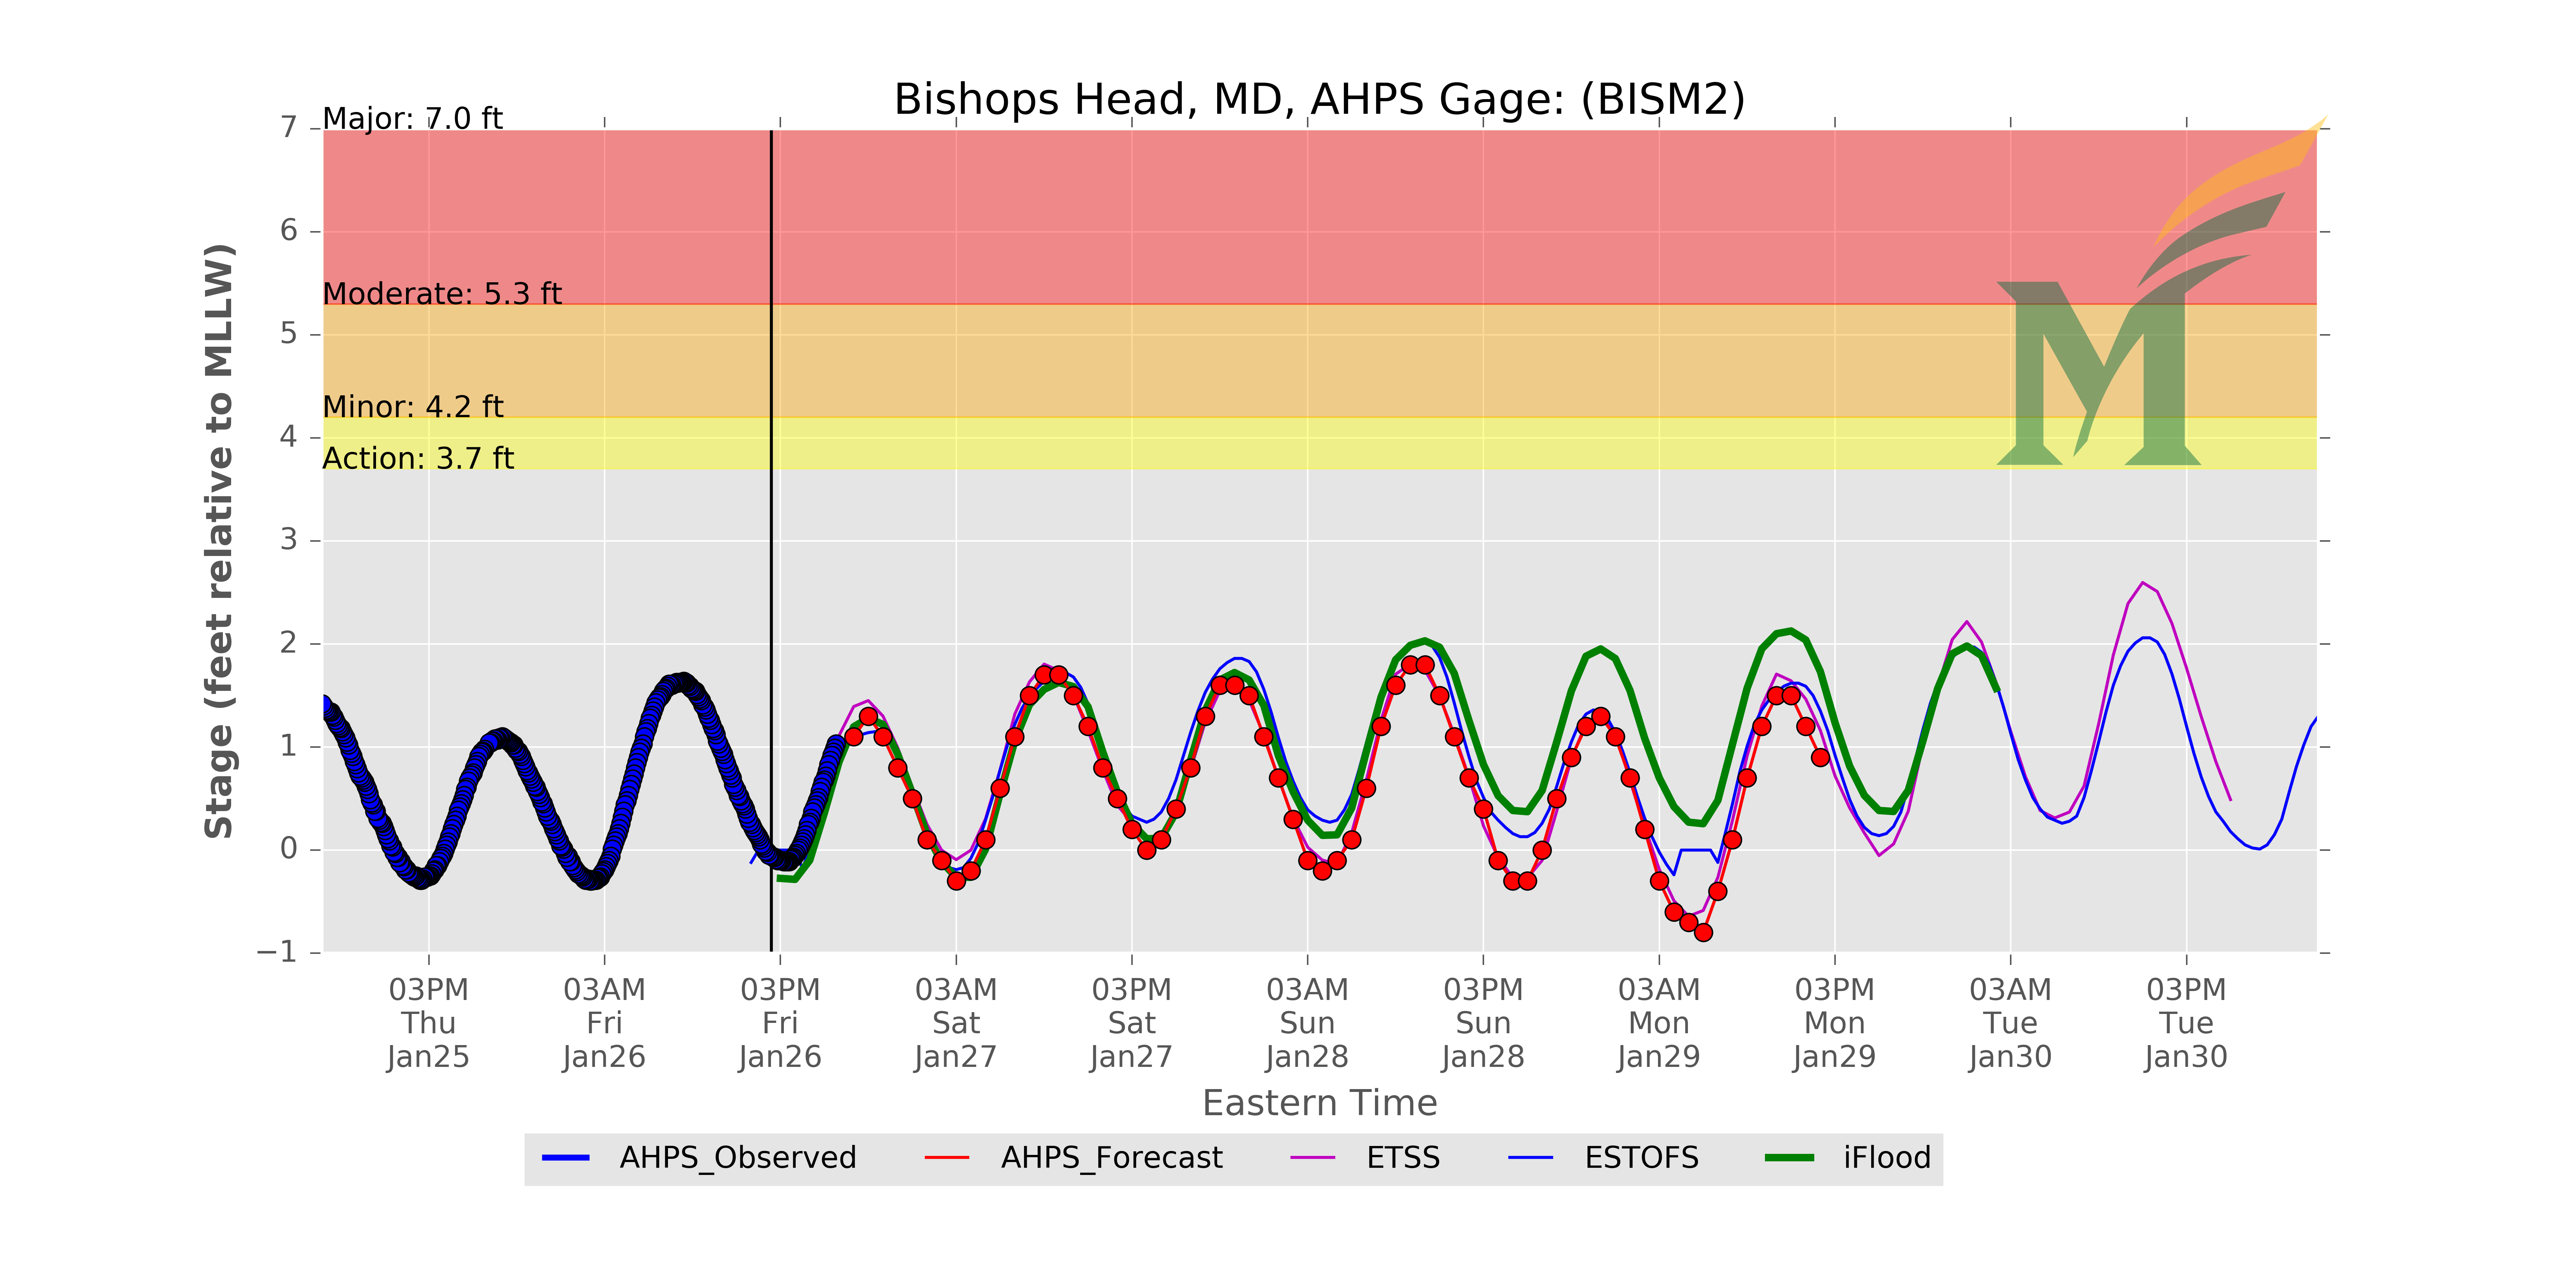 Bishops Head, MD, AHPS Gage: (BISM2)
Major: 7.0 ft
Moderate: 5.3 ft
Minor: 4.2 ft
Action: 3.7 ft
7
6
5
4
3
2
1
0
−1
Stage (feet relative to MLLW)
03PM Thu Jan25
03AM Fri Jan26
03PM Fri Jan26
03AM Sat Jan27
03PM Sat Jan27
03AM Sun Jan28
03PM Sun Jan28
03AM Mon Jan29
03PM Mon Jan29
03AM Tue Jan30
03PM Tue Jan30
Eastern Time
AHPS_Observed
AHPS_Forecast
ETSS
ESTOFS
iFlood
M